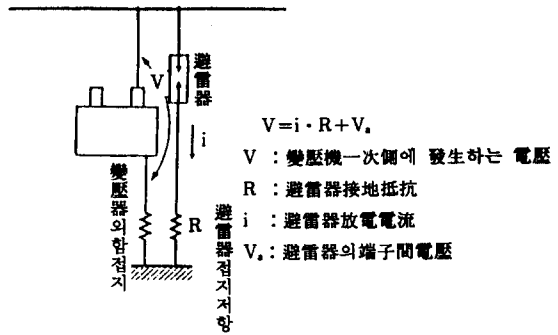 V
避雷器
i
R
變壓器외함접지
避雷器접지저항
V=i·R+Vₐ
V : 變壓機一次側에 發生하는 電壓
R : 避雷器接地抵抗
i : 避雷器放電電流
Vₐ : 避雷器의端子間電壓